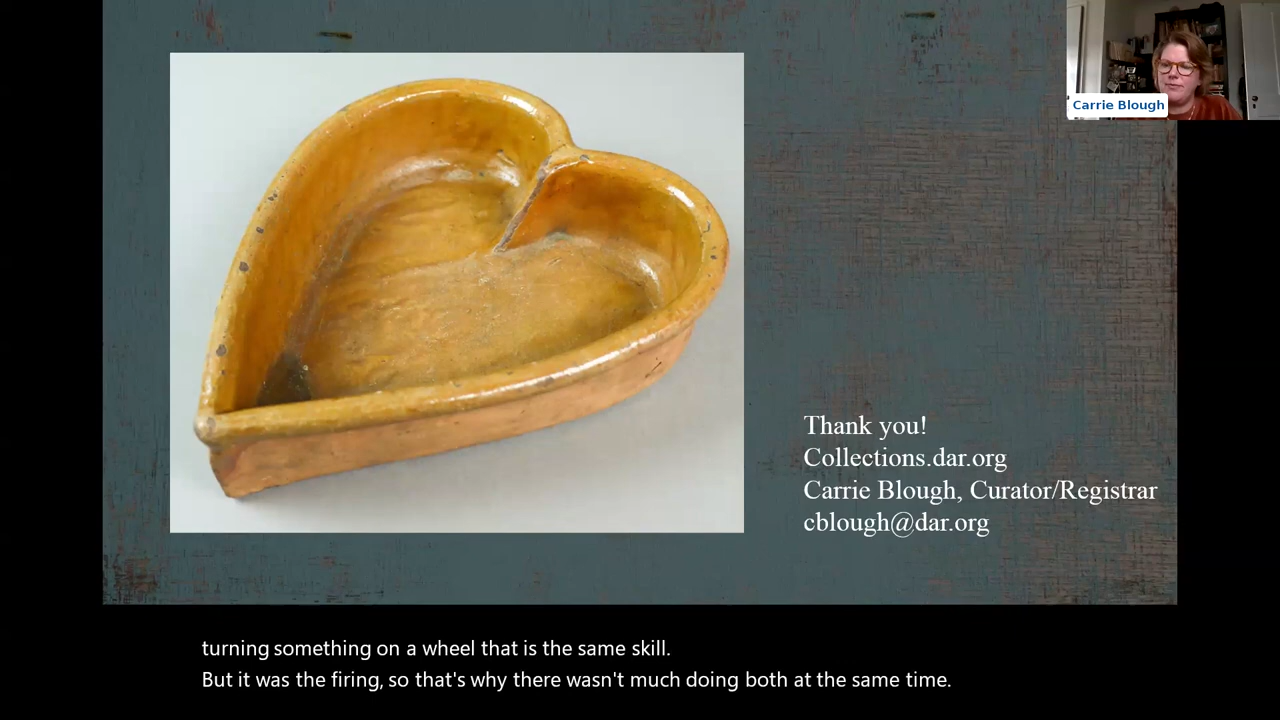 Carrie Blough
Thank you!
Collections.dar.org
Carrie Blough, Curator/Registrar
cblough@dar.org
turning something on a wheel that is the same skill.
But it was the firing, so that's why there wasn't much doing both at the same time.